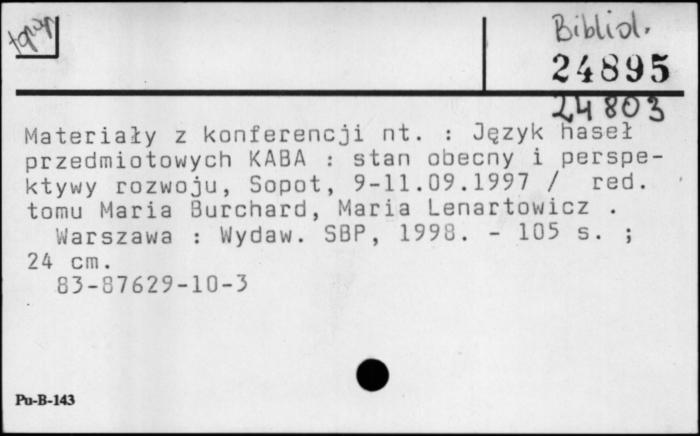 Bibliol.
24895
24803
Materiały z konferencji nt. : Język haseł
przedmiotowych KABA : stan obecny i perspe-
ktywy rozwoju, Sopot, 9-11.09.1997 / red.
tomu Maria Burchard, Maria Lenartowicz .
Warszawa : Wydaw. SBP, 1998. - 105 s. ;
24 cm.
83-87629-10-3
Pu-B-143